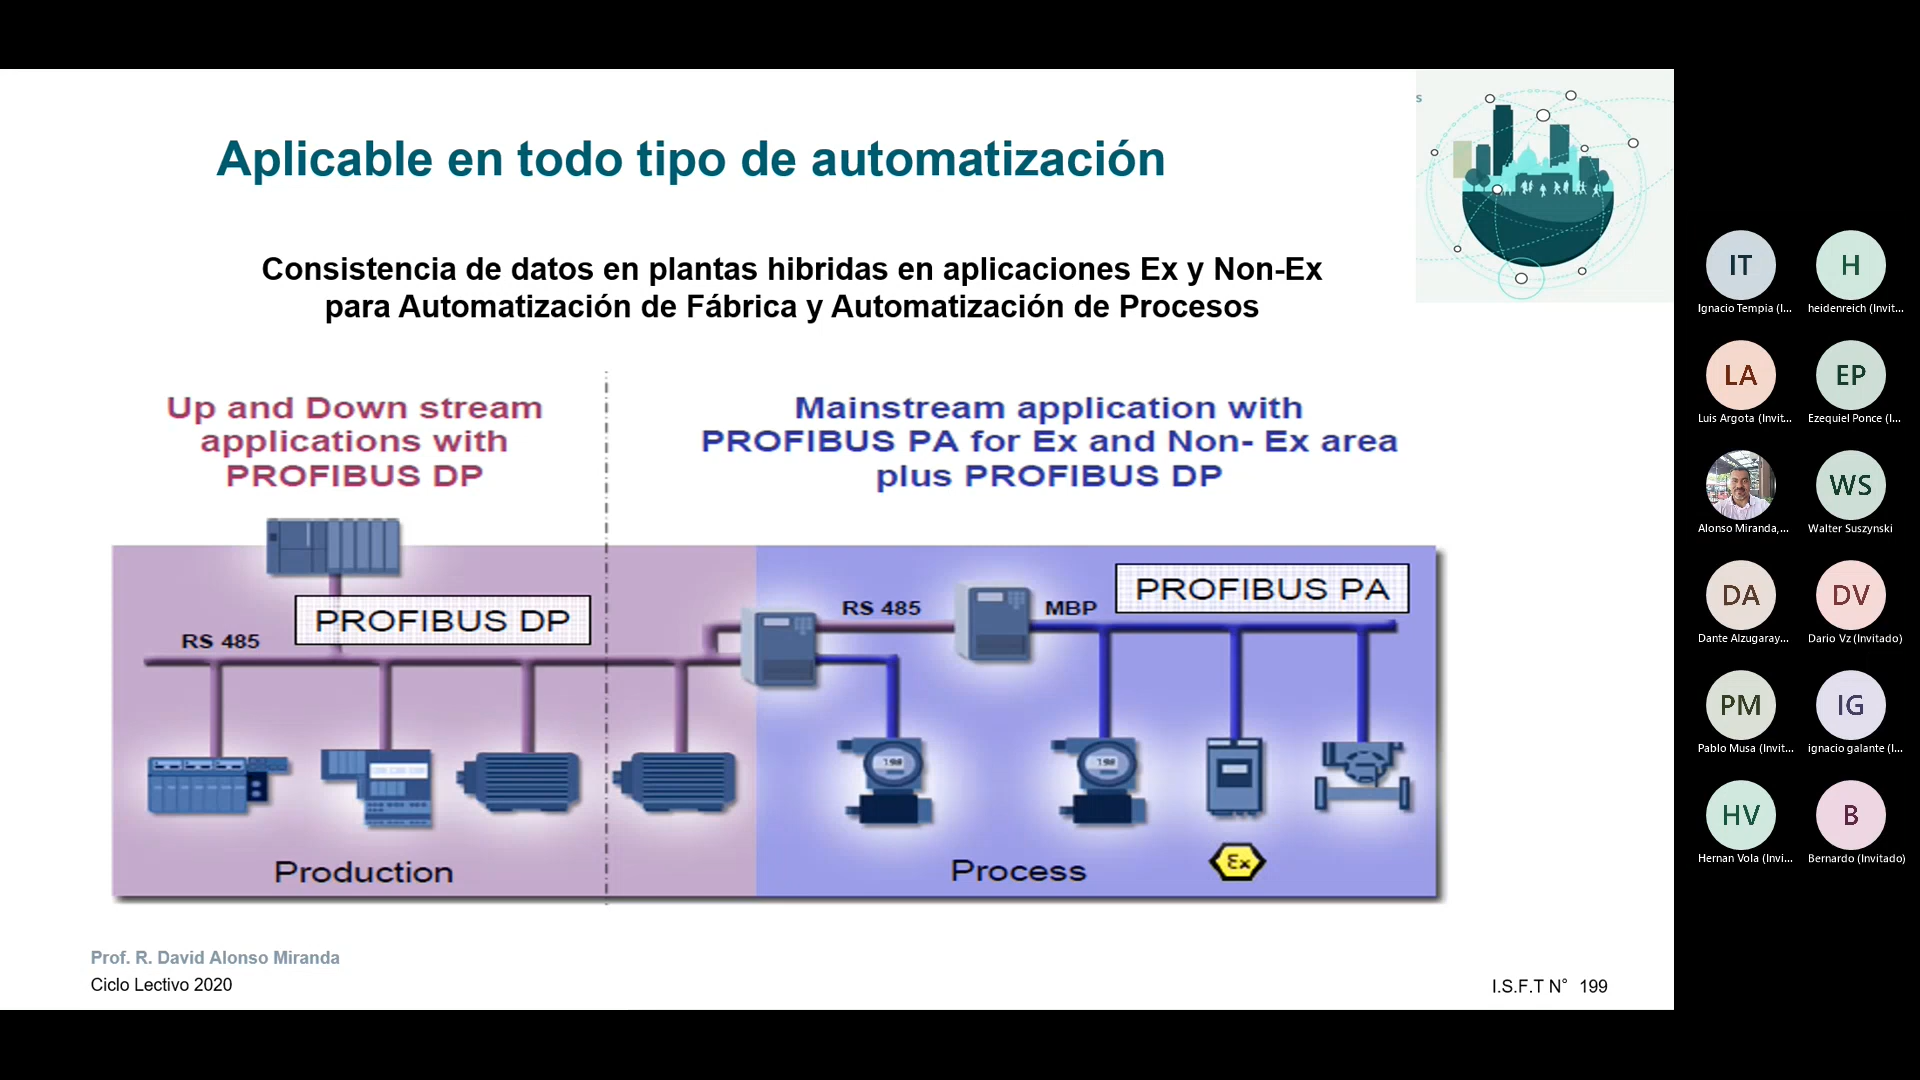 s
Aplicable en todo tipo de automatización
Consistencia de datos en plantas hibridas en aplicaciones Ex y Non-Ex
para Automatización de Fábrica y Automatización de Procesos
Up and Down stream
applications with
PROFIBUS DP
Mainstream application with
PROFIBUS PA for Ex and Non- Ex area
plus PROFIBUS DP
RS 485
PROFIBUS DP
RS 485
MBP
PROFIBUS PA
Production
Process
Ex
Prof. R. David Alonso Miranda
Ciclo Lectivo 2020
I.S.F.T N° 199
IT
Ignacio Tempia (I...
H
heidenreich (Invit...
LA
Luis Argota (Invit...
EP
Ezequiel Ponce (I...
Alonso Miranda,...
WS
Walter Suszynski
DA
Dante Alzugaray...
DV
Dario Vz (Invitado)
PM
Pablo Musa (Invit...
IG
ignacio galante (I...
HV
Hernan Vola (Invi...
B
Bernardo (Invitado)